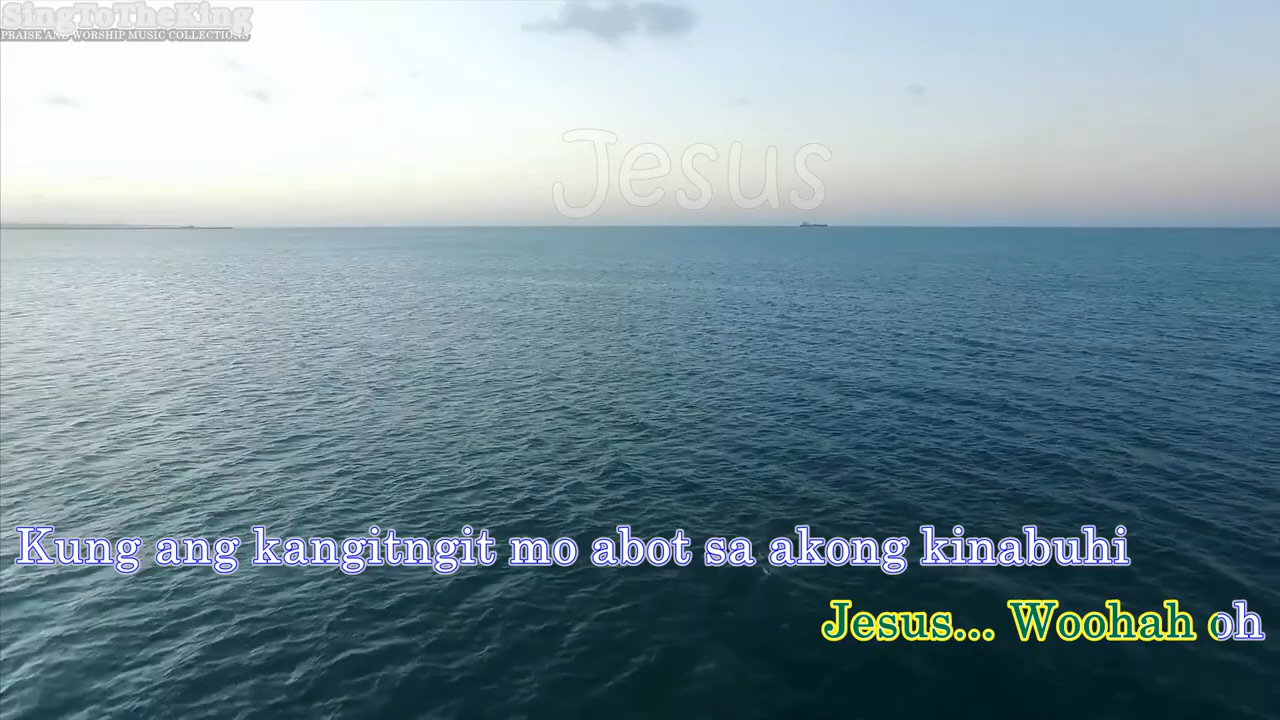 SingToTheKing
PRAISE AND WORSHIP MUSIC COLLECTIONS
Jesus
Kung ang kangitngit mo abot sa akong kinabuhi
Jesus... Woohah oh